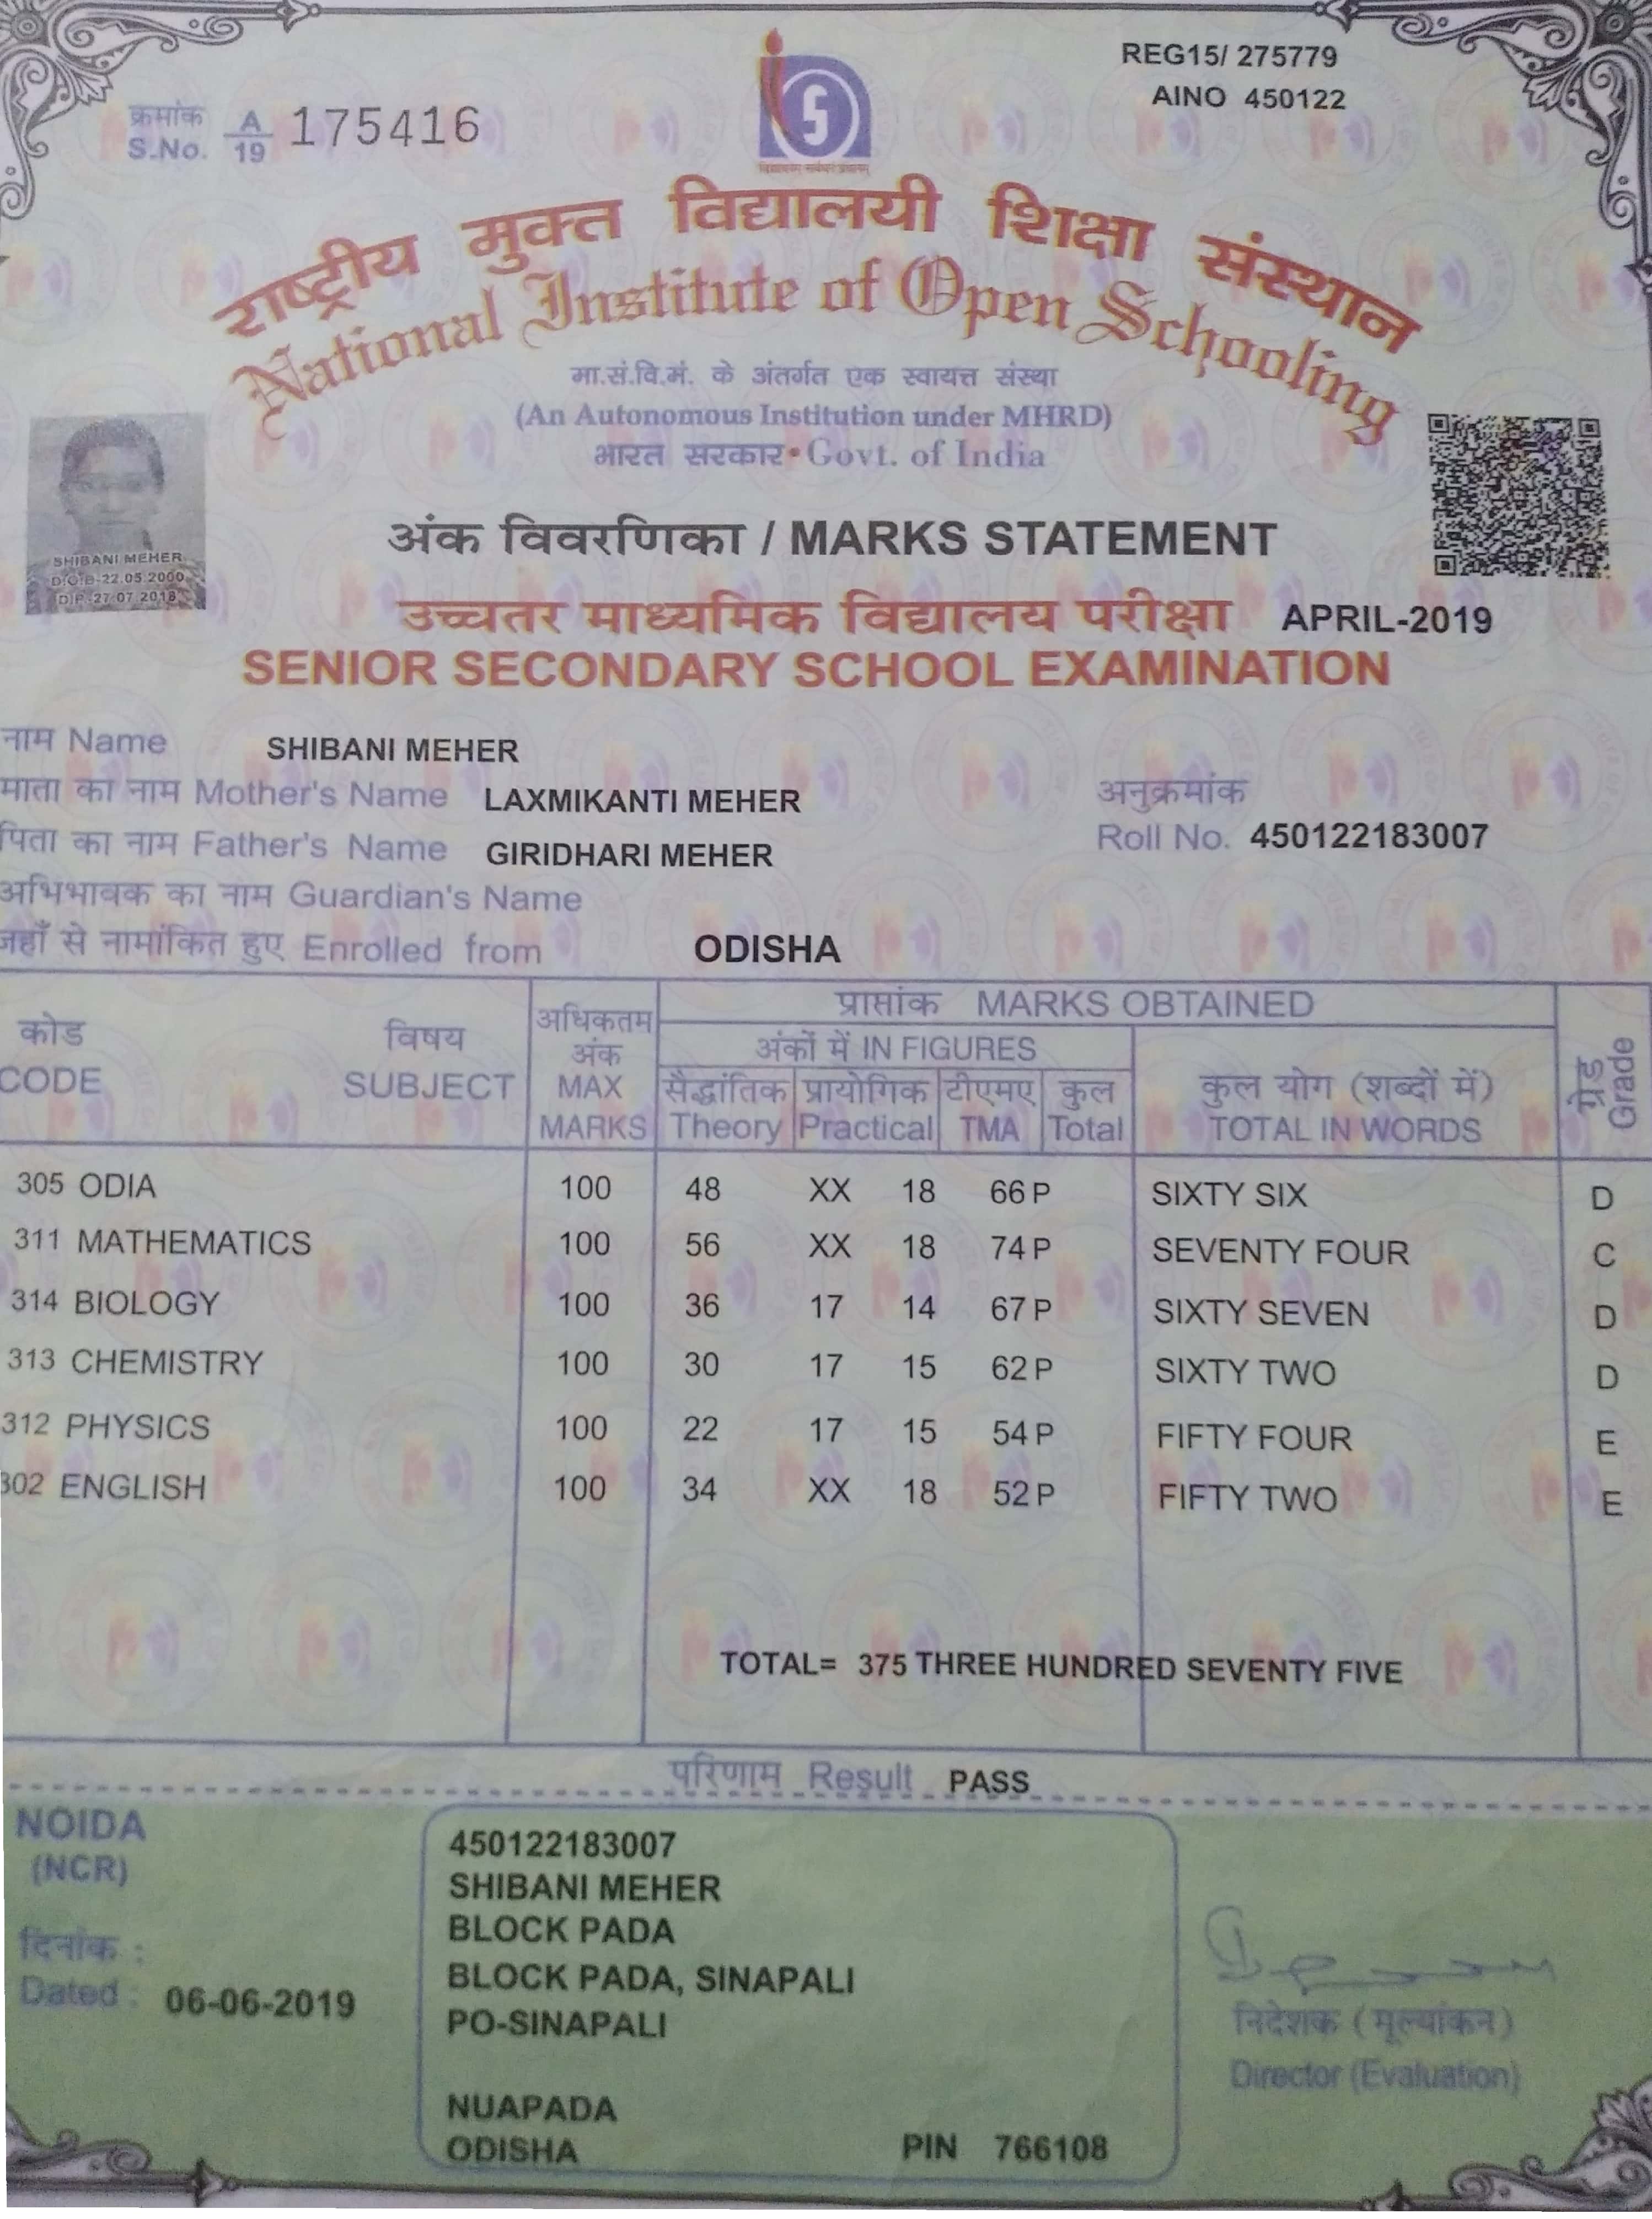 REG15/ 275779
AINO 450122
क्रमांक
S.No. A/19 175416
राष्ट्रीय मुक्त विद्यालयी शिक्षा संस्थान
National Institute of Open Schooling
मा.सं.वि.मं. के अंतर्गत एक स्वायत्त संस्था
(An Autonomous Institution under MHRD)
भारत सरकार • Govt. of India
SHIBANI MEHER
D.O.B-22.05.2000
D.P.-27.07.2018
अंक विवरणिका / MARKS STATEMENT
उच्चतर माध्यमिक विद्यालय परीक्षा APRIL-2019
SENIOR SECONDARY SCHOOL EXAMINATION
नाम Name SHIBANI MEHER
माता का नाम Mother's Name LAXMIKANTI MEHER
अनुक्रमांक
पिता का नाम Father's Name GIRIDHARI MEHER
Roll No. 450122183007
अभिभावक का नाम Guardian's Name
जहाँ से नामांकित हुए Enrolled from ODISHA
कोड CODE
विषय SUBJECT
अधिकतम अंक MAX MARKS
प्राप्तांक MARKS OBTAINED
अंकों में IN FIGURES
सैद्धांतिक Theory
प्रायोगिक Practical
टीएमए TMA
कुल Total
कुल योग (शब्दों में) TOTAL IN WORDS
ग्रेड Grade
305 ODIA 100 48 XX 18 66 P SIXTY SIX D
311 MATHEMATICS 100 56 XX 18 74 P SEVENTY FOUR C
314 BIOLOGY 100 36 17 14 67 P SIXTY SEVEN D
313 CHEMISTRY 100 30 17 15 62 P SIXTY TWO D
312 PHYSICS 100 22 17 15 54 P FIFTY FOUR E
302 ENGLISH 100 34 XX 18 52 P FIFTY TWO E
TOTAL= 375 THREE HUNDRED SEVENTY FIVE
परिणाम Result PASS
NOIDA
(NCR)
दिनांक :
Dated : 06-06-2019
450122183007
SHIBANI MEHER
BLOCK PADA
BLOCK PADA, SINAPALI
PO-SINAPALI
NUAPADA
ODISHA PIN 766108
निदेशक (मूल्यांकन)
Director (Evaluation)